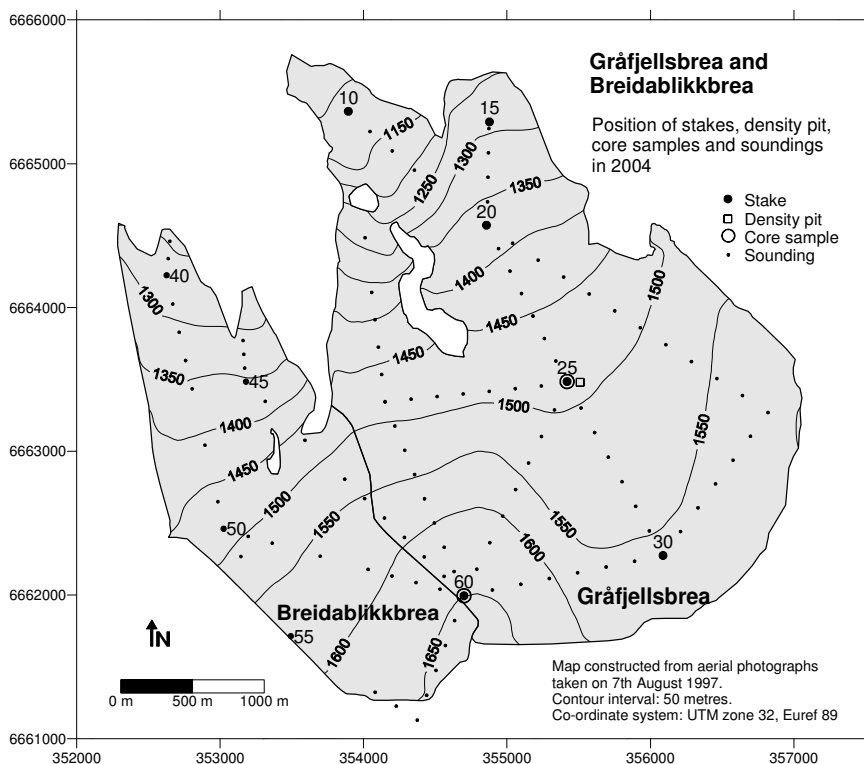 6666000
6665000
6664000
6663000
6662000
6661000
352000
353000
354000
355000
356000
357000
Gråfjellsbrea and
Breidablikkbrea
Position of stakes, density pit,
core samples and soundings
in 2004
Stake
Density pit
Core sample
Sounding
10
15
1150
1300
1250
1350
20
1400
40
1300
1500
1450
1450
25
1350
45
1500
1400
1550
1450
1500
50
1550
1550
1600
30
60
Breidablikkbrea
Gråfjellsbrea
55
1600
1650
N
0 m
500 m
1000 m
Map constructed from aerial photographs
taken on 7th August 1997.
Contour interval: 50 metres.
Co-ordinate system: UTM zone 32, Euref 89